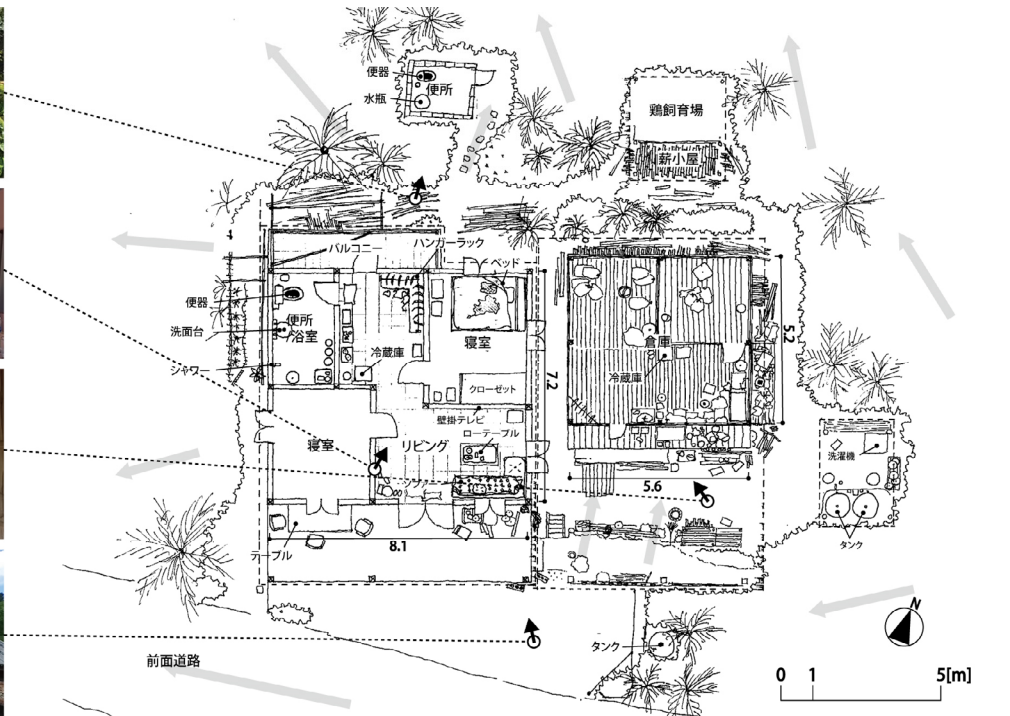 便器
便所
水瓶
鶏飼育場
薪小屋
バルコニー
ハンガーラック
ベッド
便器
洗面台
便所
浴室
シャワー
冷蔵庫
寝室
クローゼット
壁掛テレビ
ローテーブル
リビング
寝室
ソファー
テーブル
8.1
7.2
倉庫
冷蔵庫
5.2
5.6
洗濯機
タンク
タンク
前面道路
N
0 1 5[m]